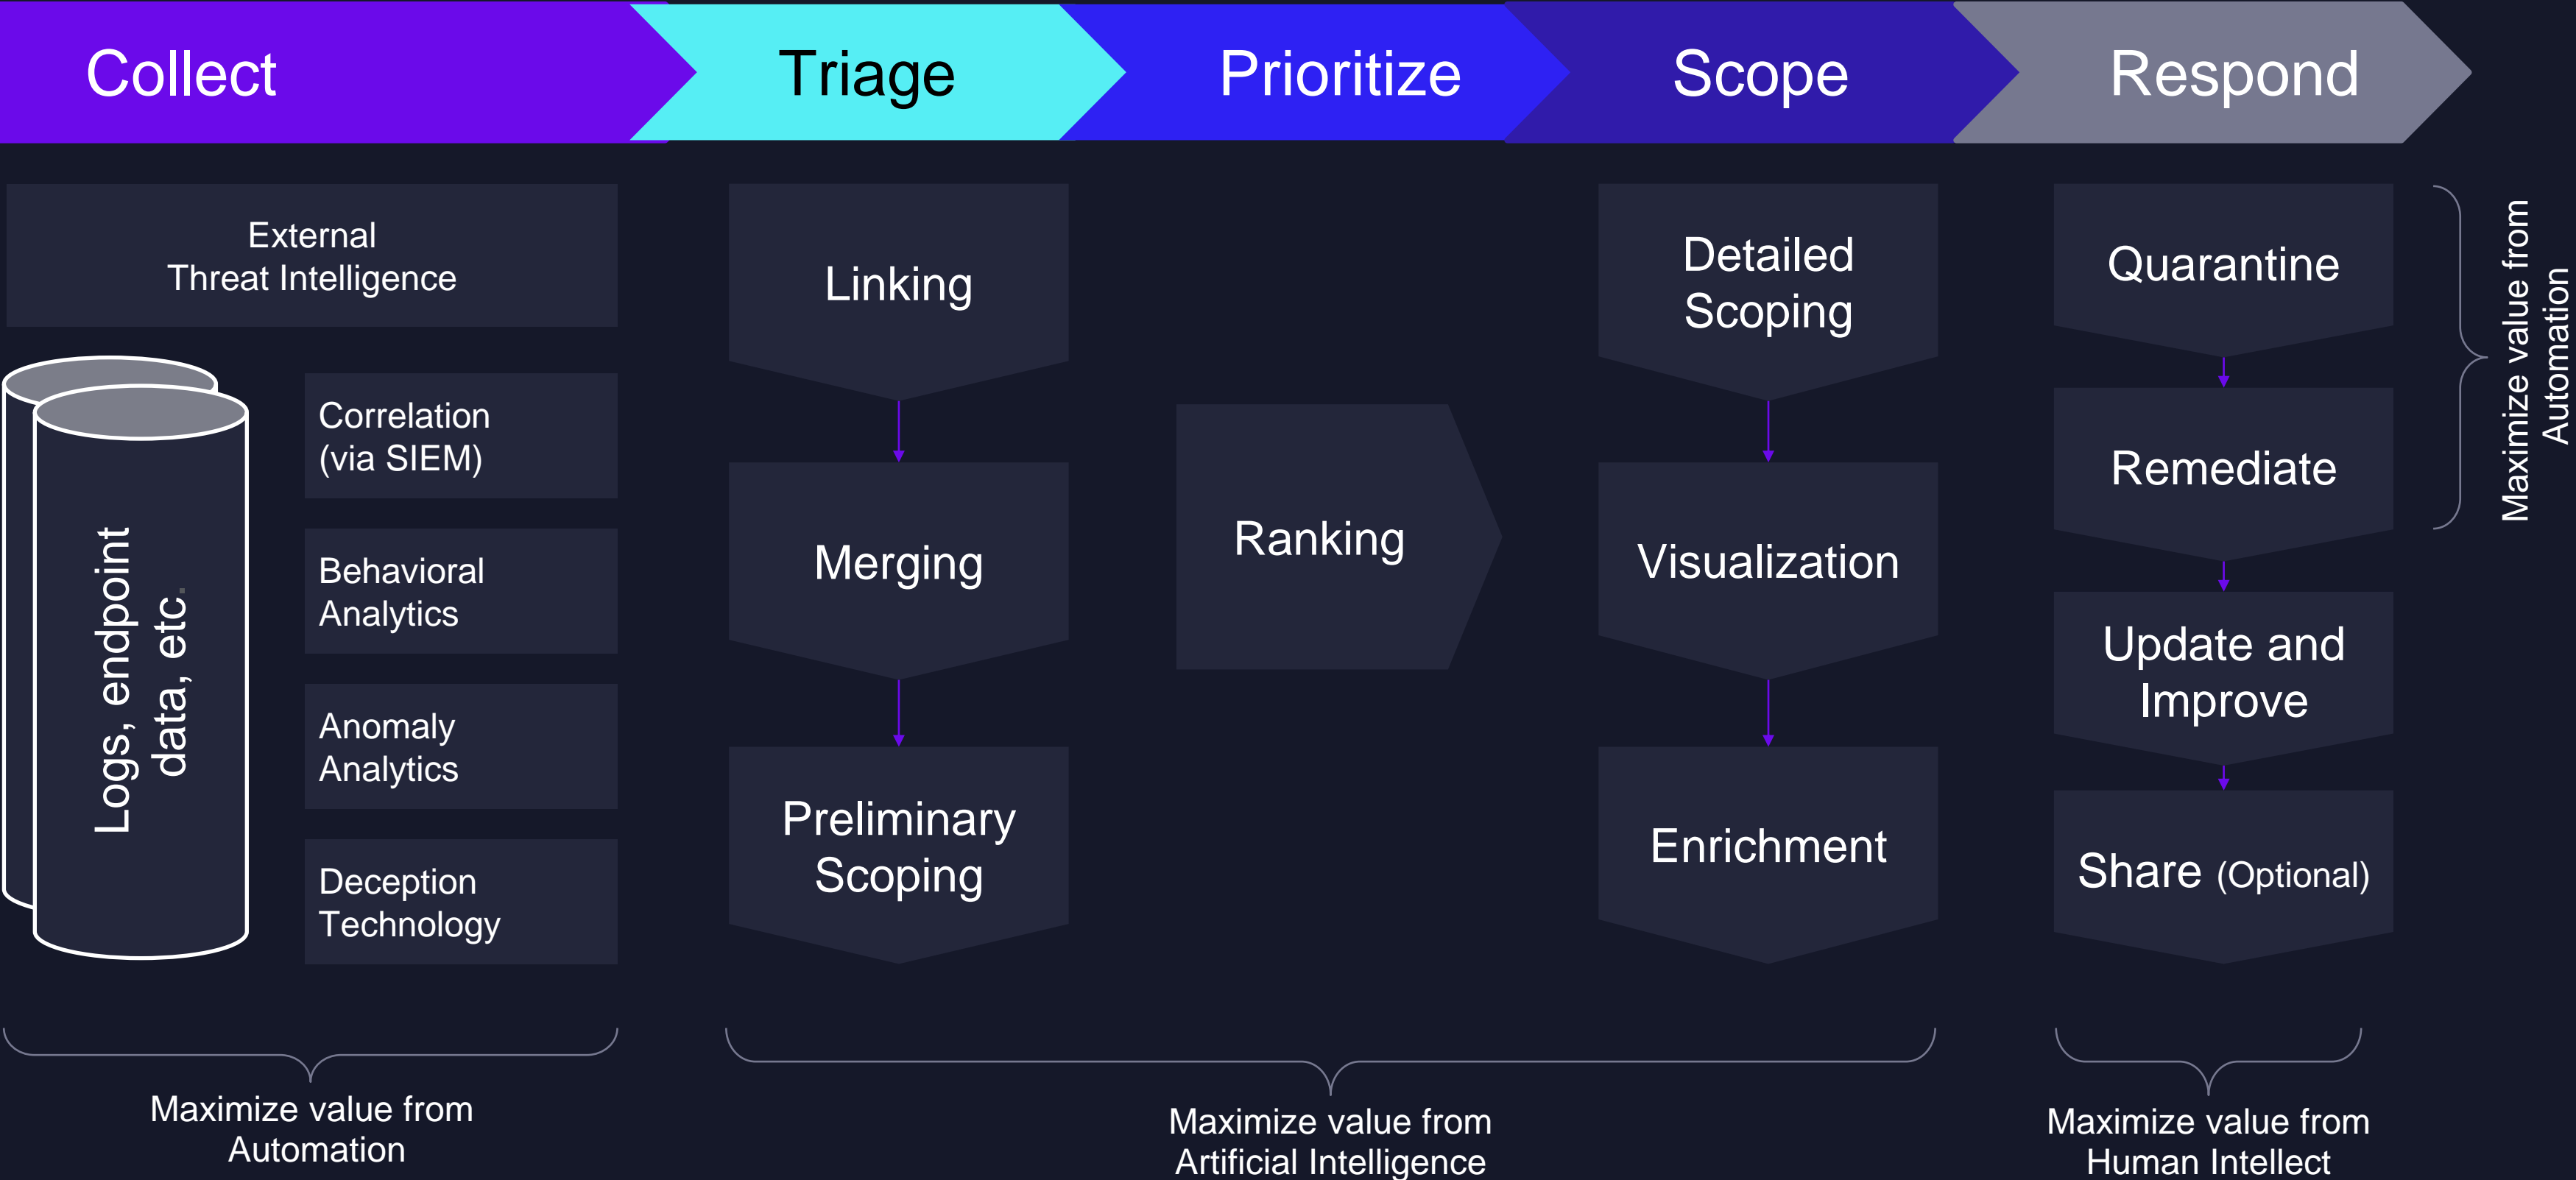 Collect
Triage
Prioritize
Scope
Respond
External
Threat Intelligence
Logs, endpoint
data, etc.
Correlation
(via SIEM)
Behavioral
Analytics
Anomaly
Analytics
Deception
Technology
Linking
Merging
Preliminary
Scoping
Ranking
Detailed
Scoping
Visualization
Enrichment
Quarantine
Remediate
Update and
Improve
Share (Optional)
Maximize value from
Automation
Maximize value from
Automation
Maximize value from
Artificial Intelligence
Maximize value from
Human Intellect